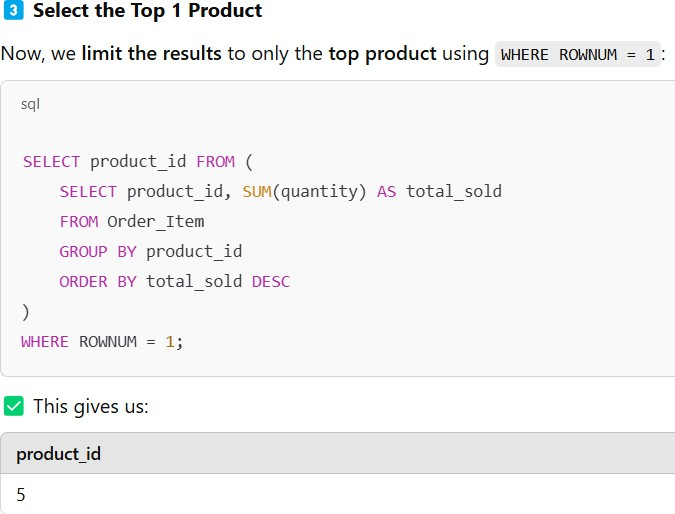 3 Select the Top 1 Product
Now, we limit the results to only the top product using WHERE ROWNUM = 1:
sql
SELECT product_id FROM (
    SELECT product_id, SUM(quantity) AS total_sold
    FROM Order_Item
    GROUP BY product_id
    ORDER BY total_sold DESC
)
WHERE ROWNUM = 1;
This gives us:
product_id
5